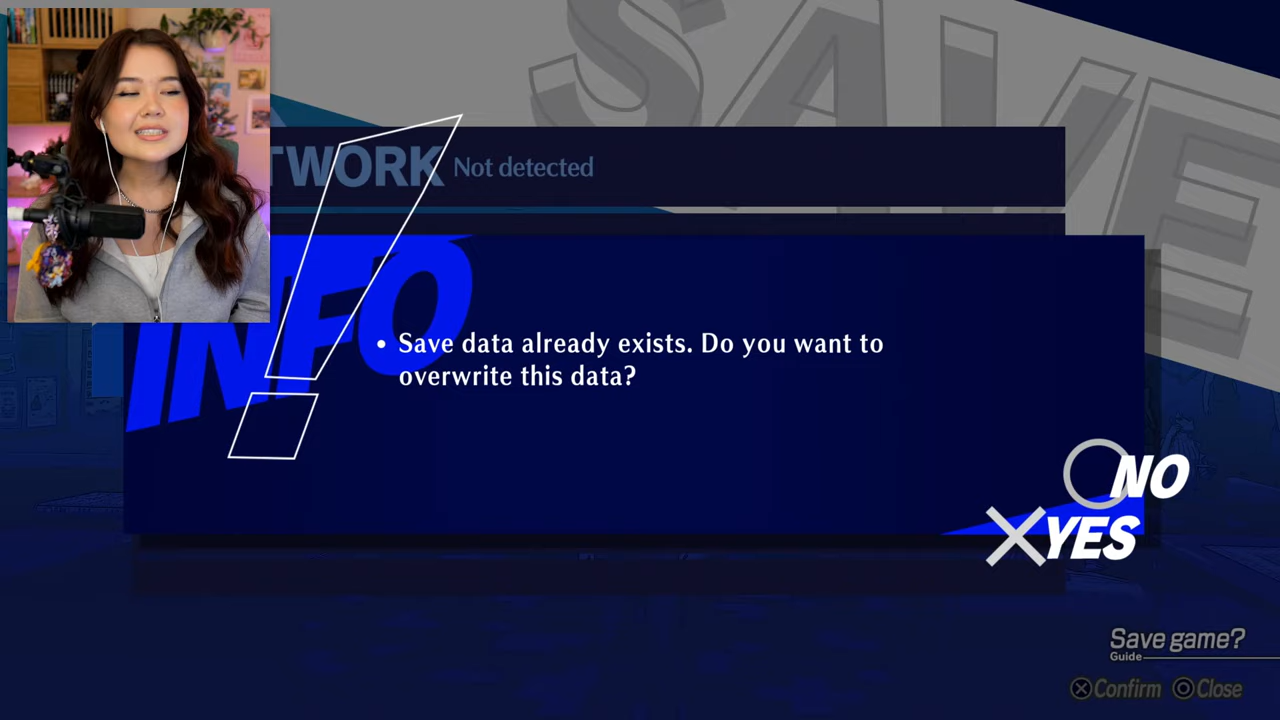 SAVE
TWORK Not detected
INFO
• Save data already exists. Do you want to
overwrite this data?
NO
YES
Save game?
Guide
Confirm Close